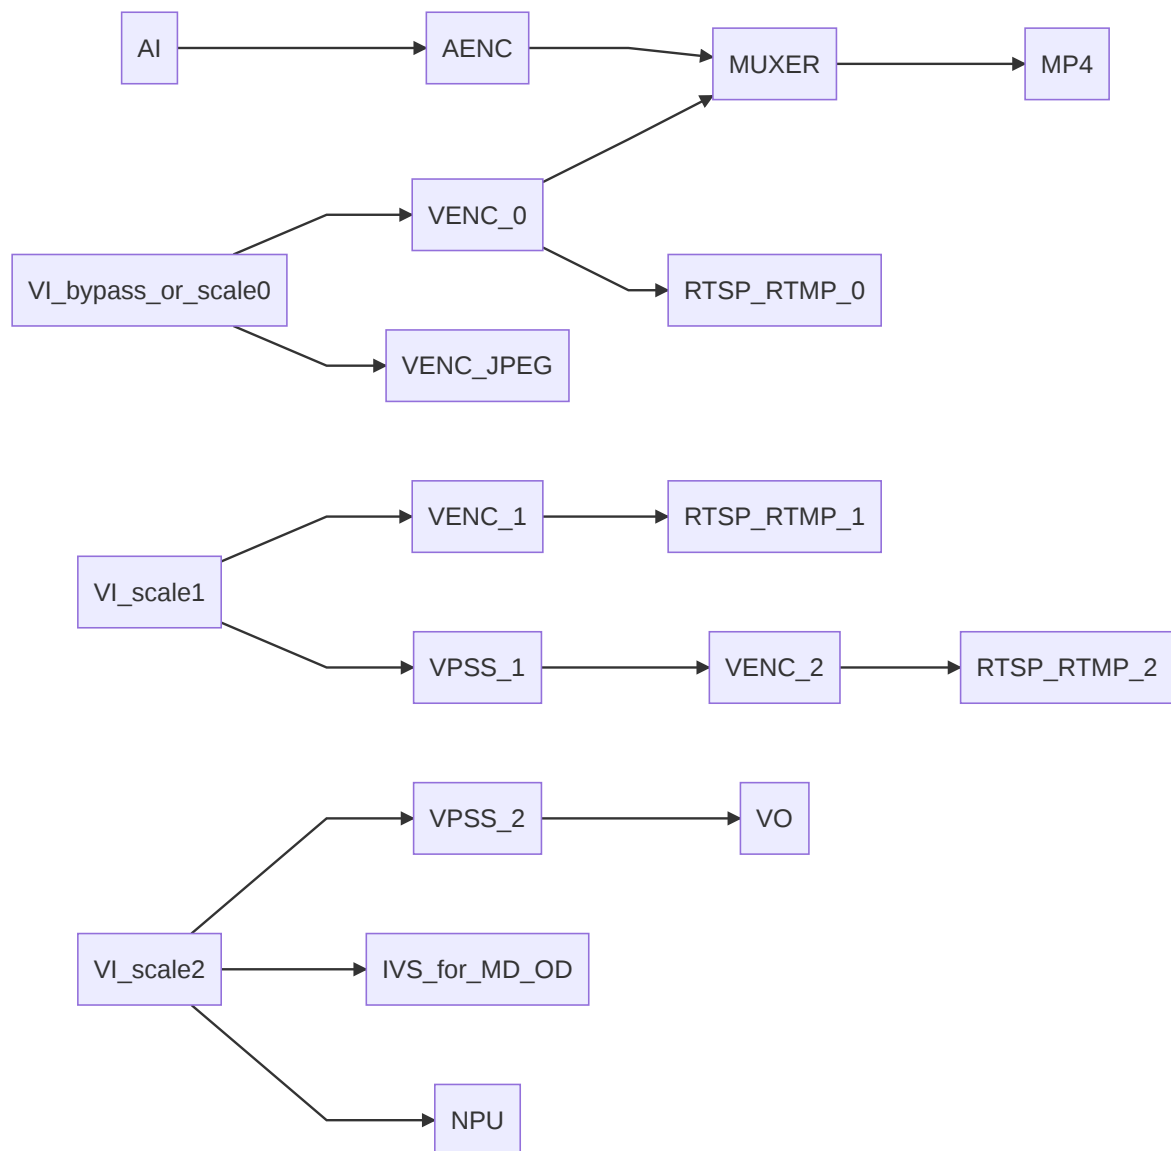 AI
AENC
MUXER
MP4
VENC_0
VI_bypass_or_scale0
RTSP_RTMP_0
VENC_JPEG
VENC_1
RTSP_RTMP_1
VI_scale1
VPSS_1
VENC_2
RTSP_RTMP_2
VPSS_2
VO
VI_scale2
IVS_for_MD_OD
NPU